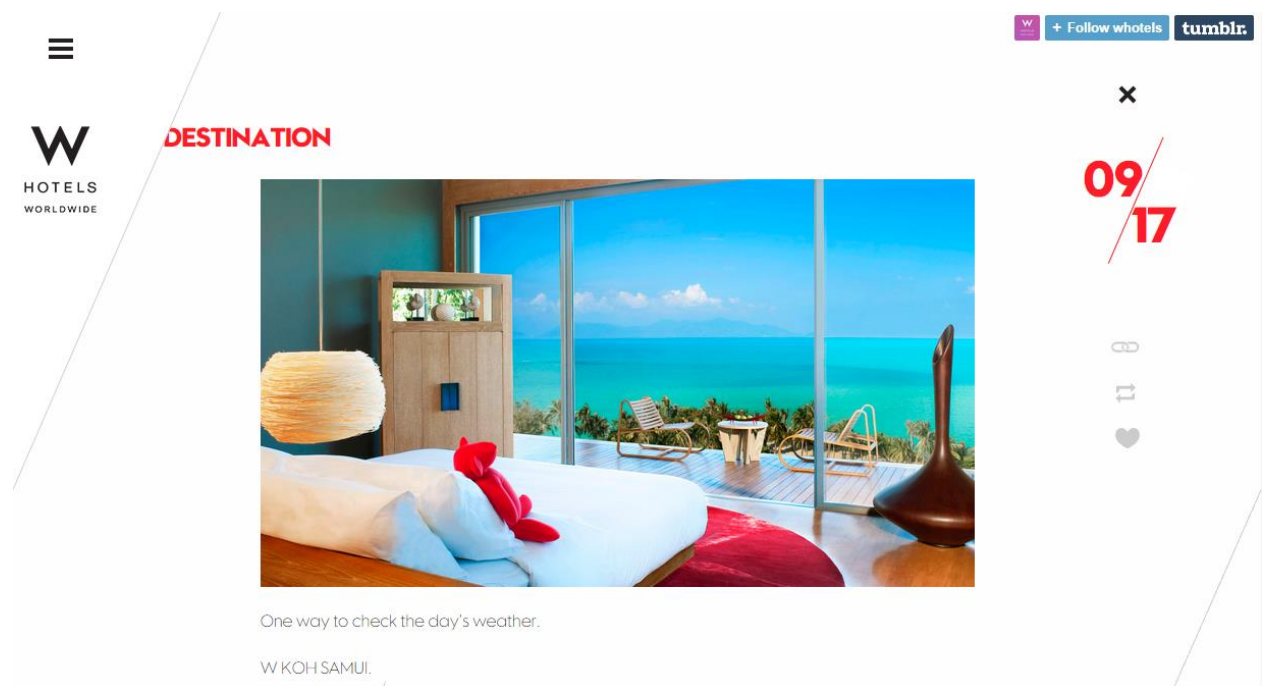 + Follow whotels
tumblr.
W
HOTELS
WORLDWIDE
DESTINATION
09
17
One way to check the day's weather.
W KOH SAMUI.